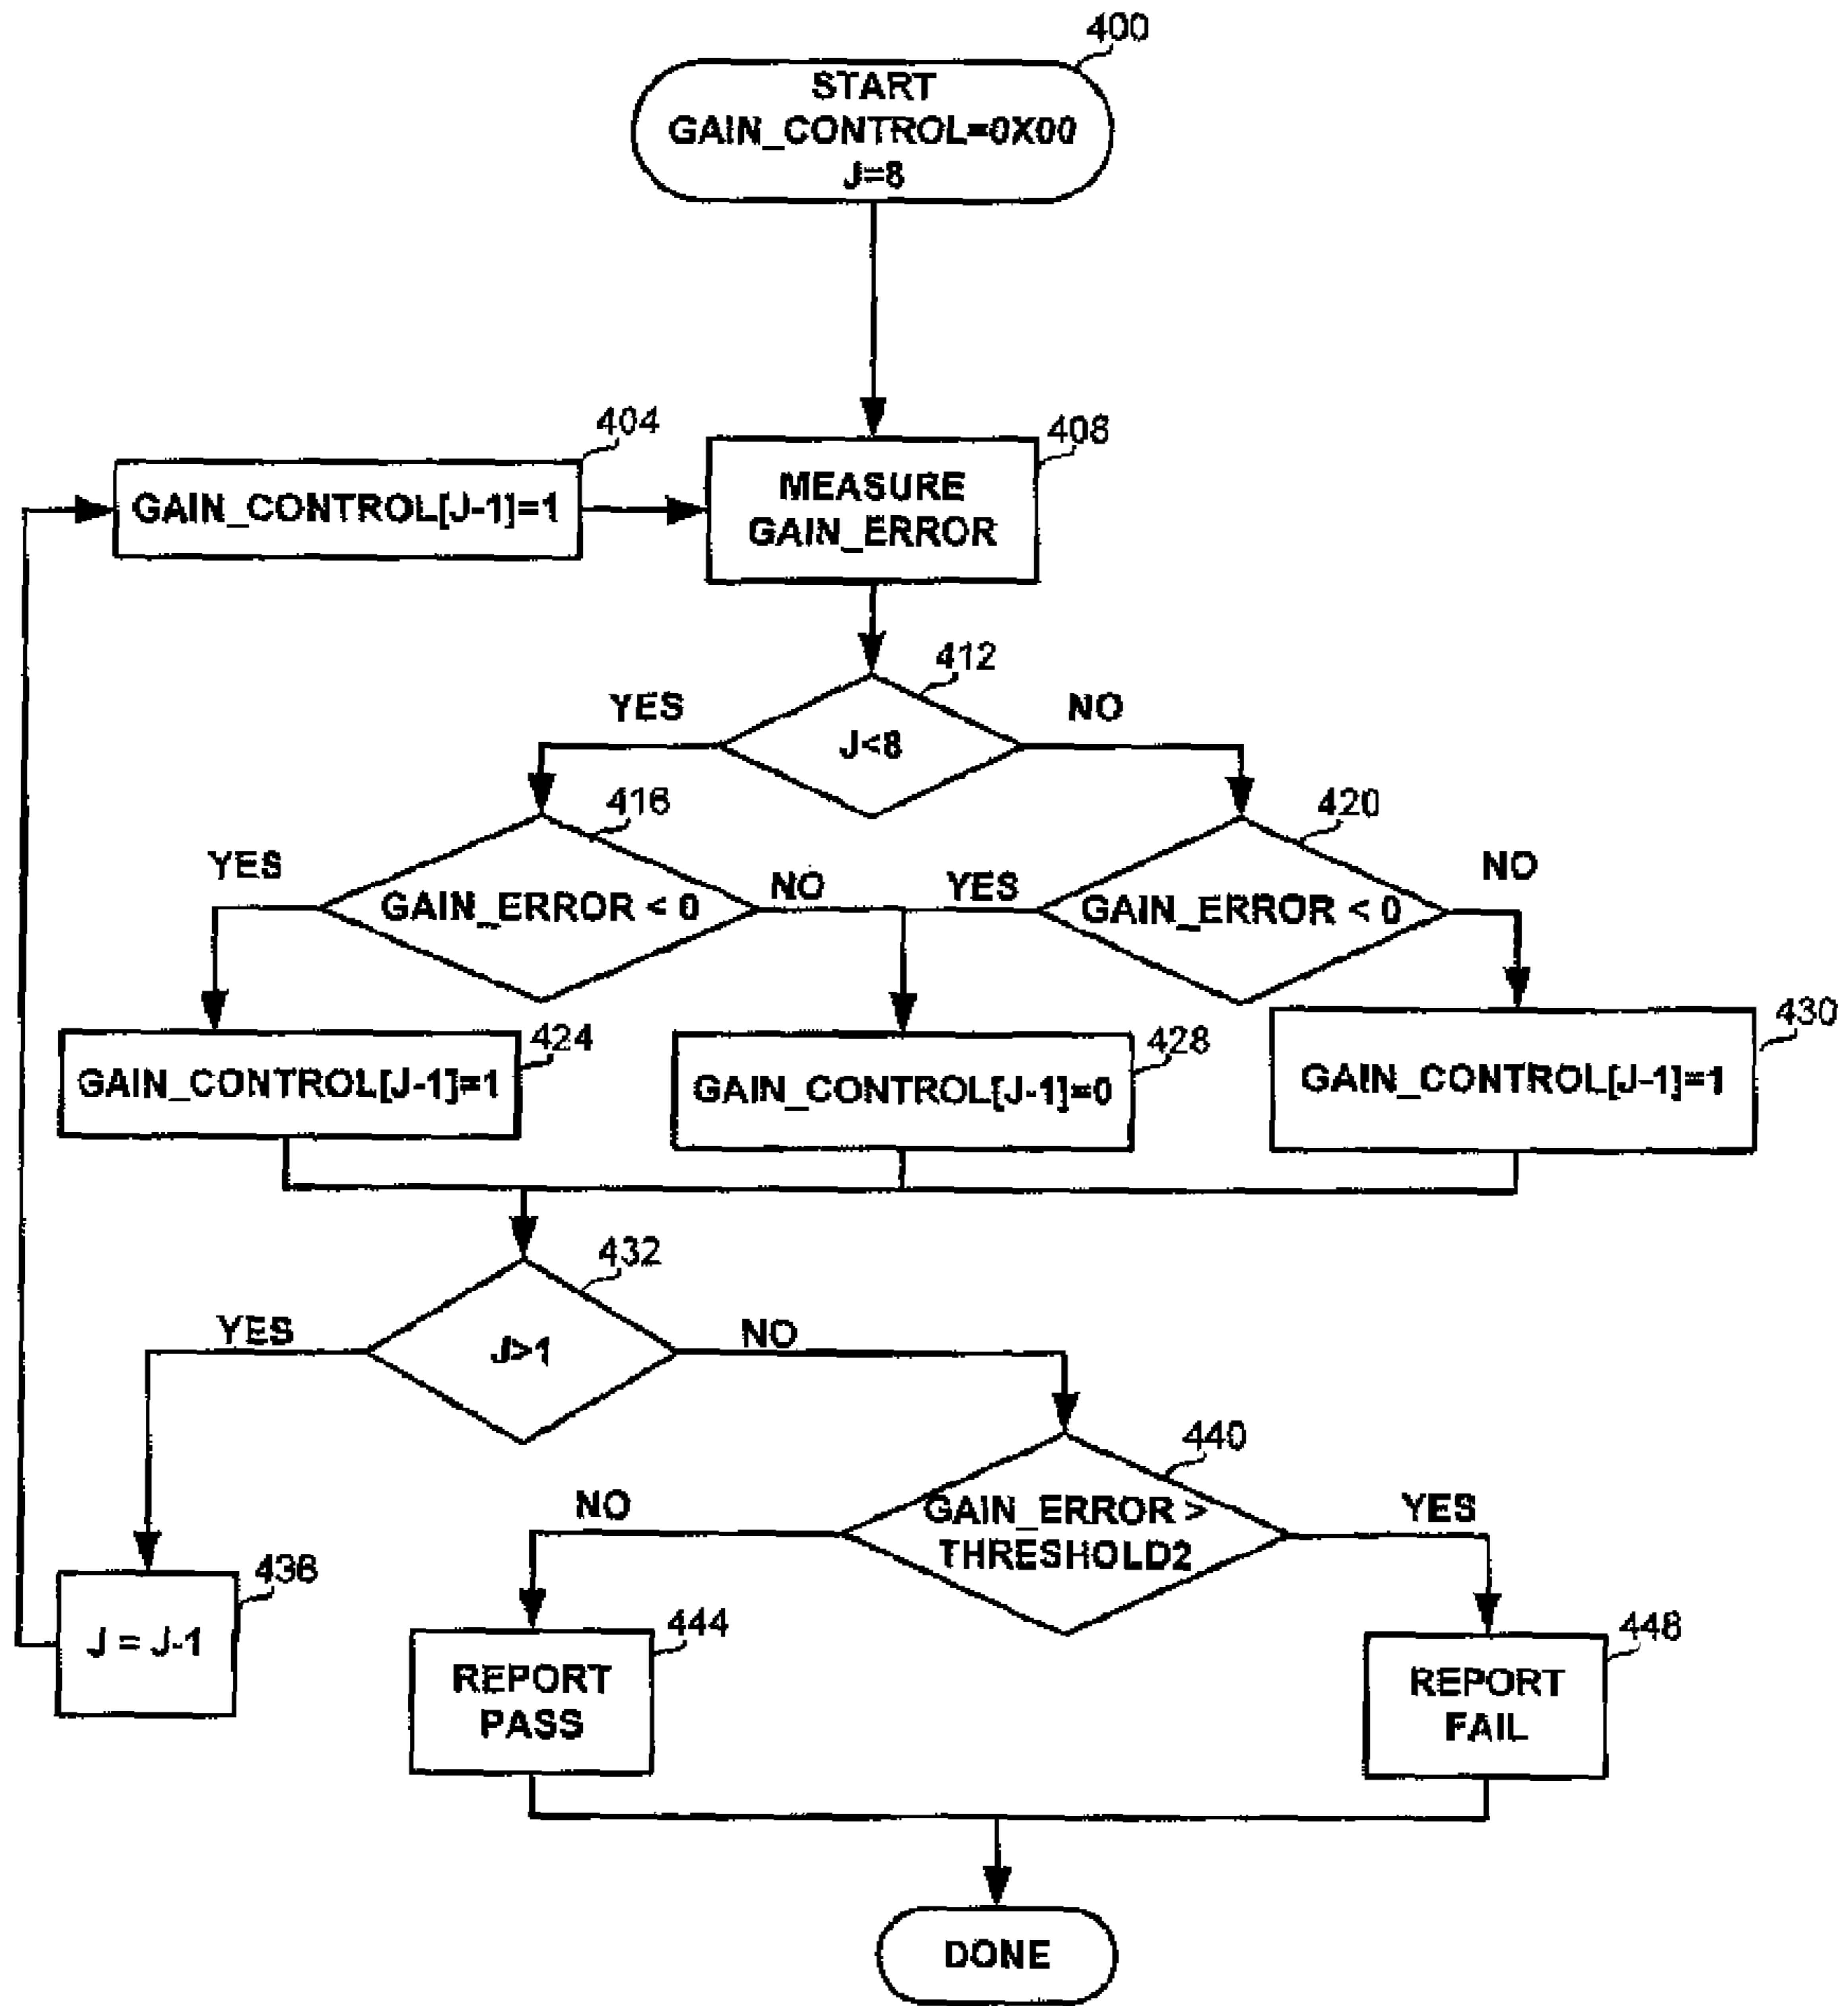 400
START
GAIN_CONTROL=0X00
J=8
404
GAIN_CONTROL[J-1]=1
408
MEASURE
GAIN_ERROR
412
YES
NO
J<8
416
420
YES
GAIN_ERROR < 0
NO
YES
GAIN_ERROR < 0
NO
424
GAIN_CONTROL[J-1]=1
428
GAIN_CONTROL[J-1]=0
430
GAIN_CONTROL[J-1]=1
432
YES
J>1
NO
440
NO
GAIN_ERROR >
THRESHOLD2
YES
436
J = J-1
444
REPORT
PASS
448
REPORT
FAIL
DONE